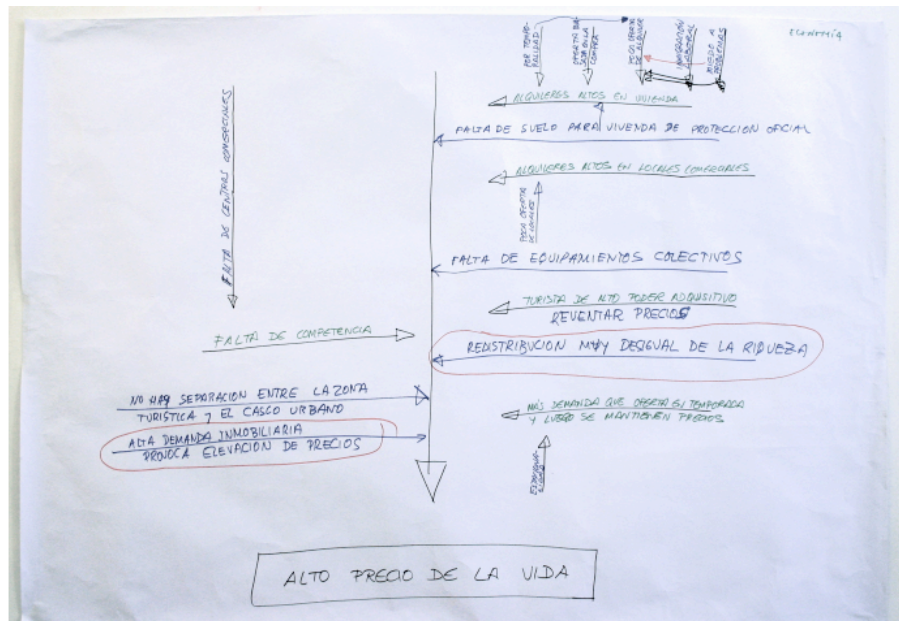 ECONOMÍA
POR TEMPO-
RALIDAD
OFERTA BA-
JA EN LA
COMPRA
POCA OFERTA
DE ALQUILER
INMIGRACIÓN
LABORAL
MIEDO A
PROBLEMAS
ALQUILERES ALTOS EN VIVIENDA
FALTA DE SUELO PARA VIVIENDA DE PROTECCION OFICIAL
ALQUILERES ALTOS EN LOCALES COMERCIALES
POCA OFERTA
DE LOCALES
FALTA DE CENTROS COMERCIALES
FALTA DE EQUIPAMIENTOS COLECTIVOS
TURISTA DE ALTO PODER ADQUISITIVO
REVENTAR PRECIOS
FALTA DE COMPETENCIA
REDISTRIBUCION MUY DESIGUAL DE LA RIQUEZA
NO HAY SEPARACION ENTRE LA ZONA
TURISTICA Y EL CASCO URBANO
MÁS DEMANDA QUE OFERTA EN TEMPORADA
Y LUEGO SE MANTIENEN PRECIOS
ALTA DEMANDA INMOBILIARIA
PROVOCA ELEVACION DE PRECIOS
ALTO PRECIO DE LA VIDA